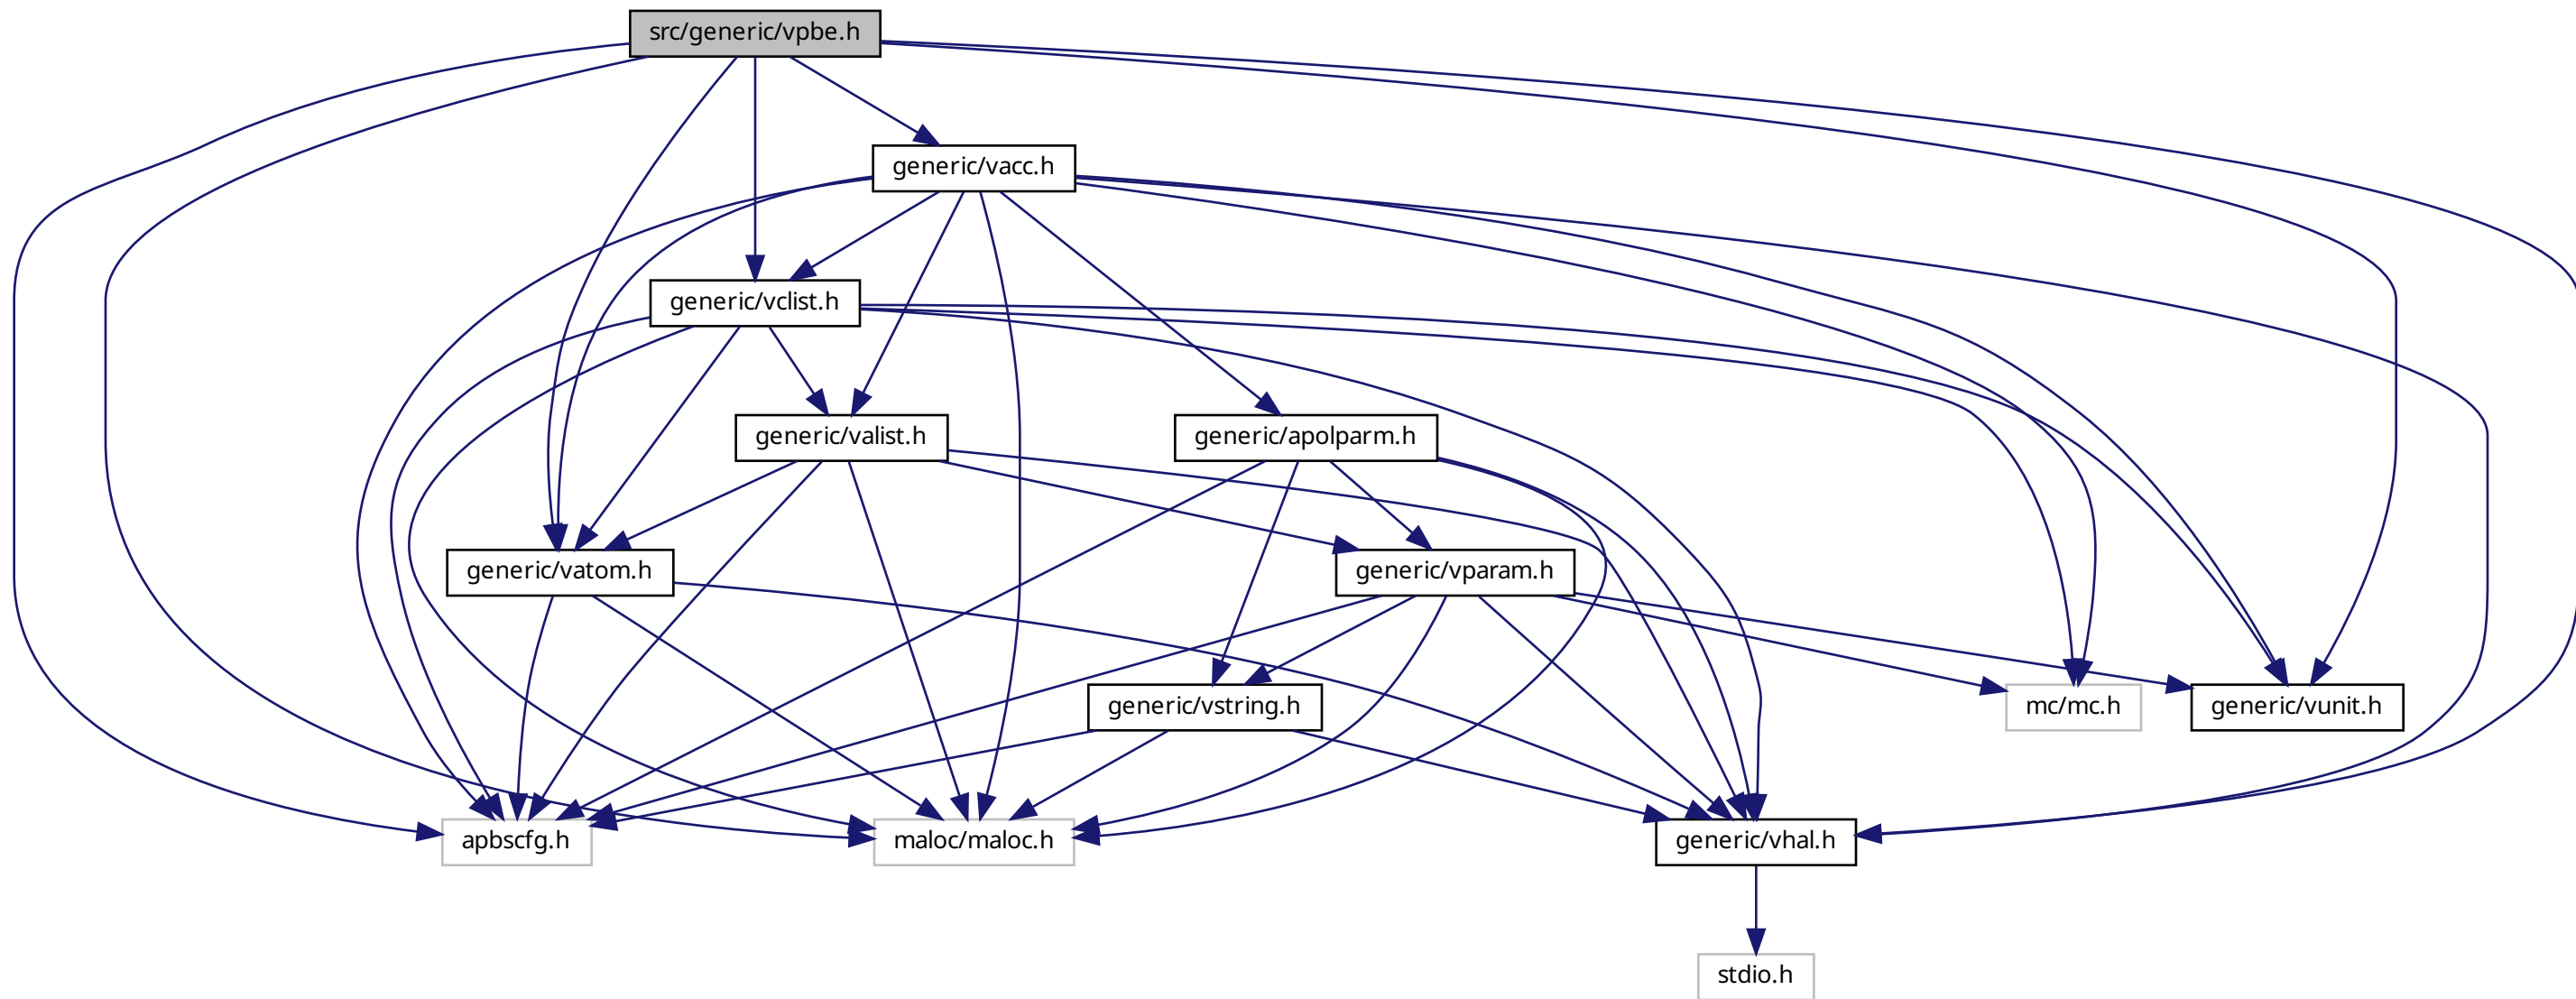 src/generic/vpbe.h
generic/vacc.h
generic/vclist.h
generic/valist.h
generic/apolparm.h
generic/vatom.h
generic/vparam.h
generic/vstring.h
mc/mc.h
generic/vunit.h
apbscfg.h
maloc/maloc.h
generic/vhal.h
stdio.h